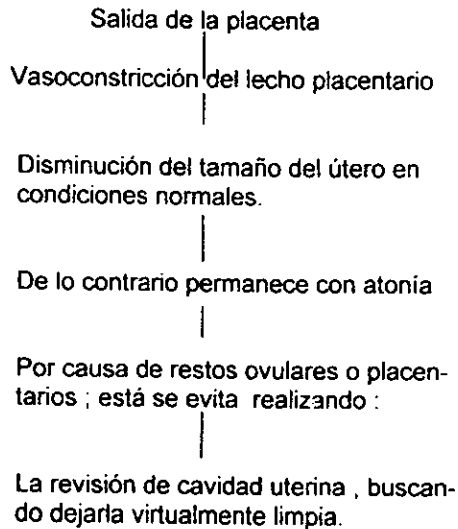 Salida de la placenta
Vasoconstricción del lecho placentario
Disminución del tamaño del útero en
condiciones normales.
De lo contrario permanece con atonía
Por causa de restos ovulares o placen-
tarios ; está se evita realizando :
La revisión de cavidad uterina , buscan-
do dejarla virtualmente limpia.